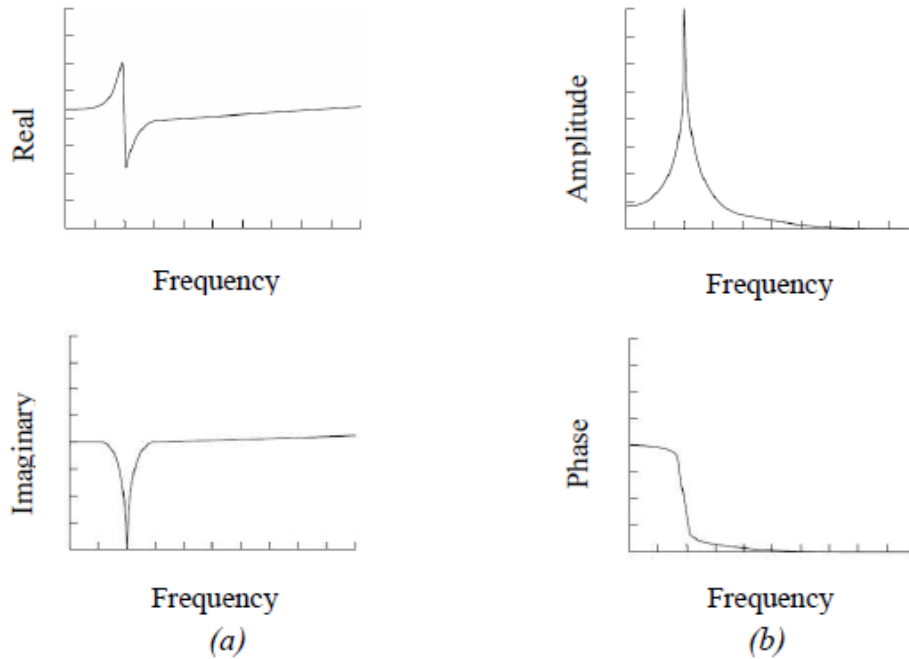 Real
Frequency
Amplitude
Frequency
Imaginary
Frequency
(a)
Phase
Frequency
(b)